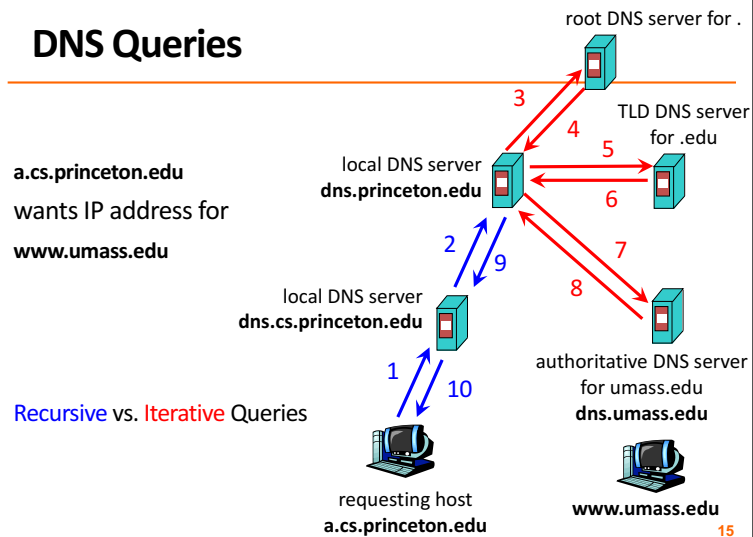 DNS Queries
root DNS server for .
3
4
TLD DNS server
for .edu
5
6
local DNS server
dns.princeton.edu
a.cs.princeton.edu
wants IP address for
www.umass.edu
2
9
7
8
local DNS server
dns.cs.princeton.edu
1
10
authoritative DNS server
for umass.edu
dns.umass.edu
Recursive vs. Iterative Queries
requesting host
a.cs.princeton.edu
www.umass.edu
15